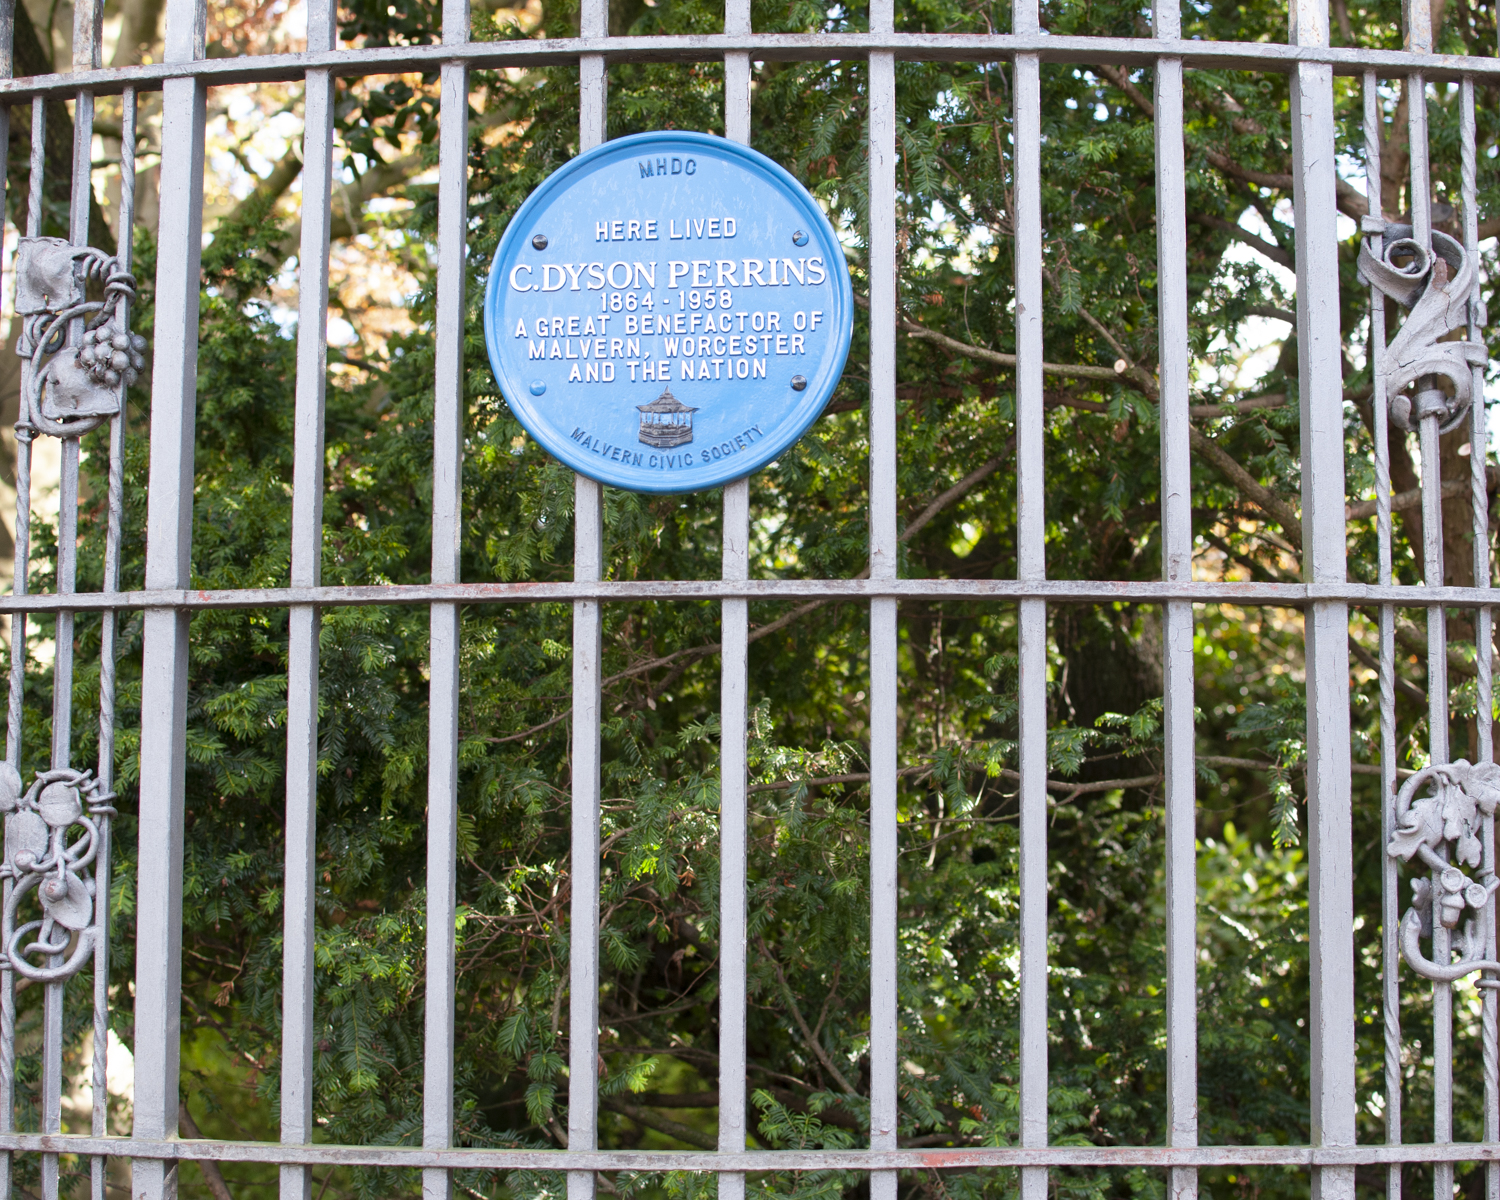 MHDC
HERE LIVED
C.DYSON PERRINS
1864 - 1958
A GREAT BENEFACTOR OF
MALVERN, WORCESTER
AND THE NATION
MALVERN CIVIC SOCIETY